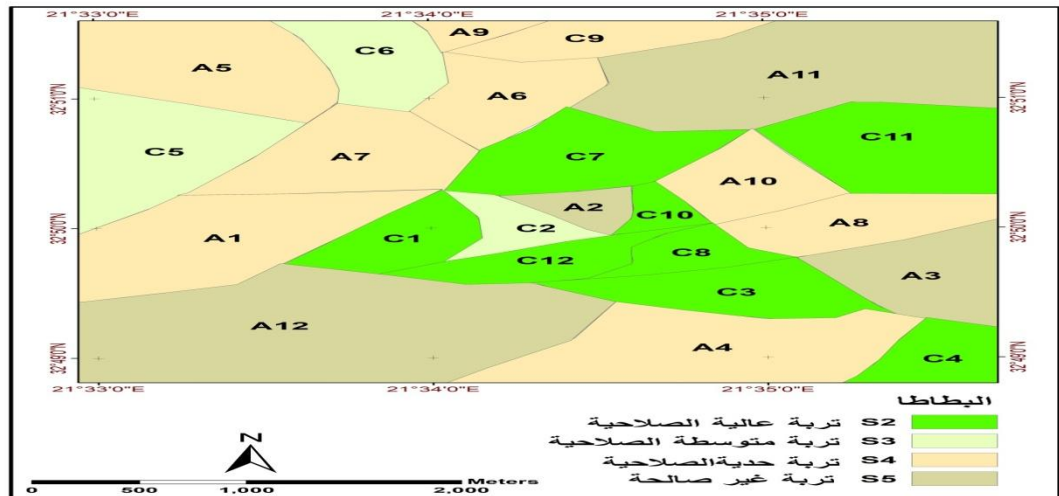 21°33'0"E 21°34'0"E 21°35'0"E
A9
C9
C6
A5
A11
A6
32°51'0"N 32°51'0"N
C11
C5
A7
C7
A10
A2
C10
A8
32°50'0"N 32°50'0"N
A1
C1
C2
C12
C8
A3
C3
A12
A4
C4
32°49'0"N 32°49'0"N
21°33'0"E 21°34'0"E 21°35'0"E
البطاطا
S2 تربة عالية الصلاحية
S3 تربة متوسطة الصلاحية
S4 تربة حديةالصلاحية
S5 تربة غير صالحة
N
Meters
0 500 1,000 2,000